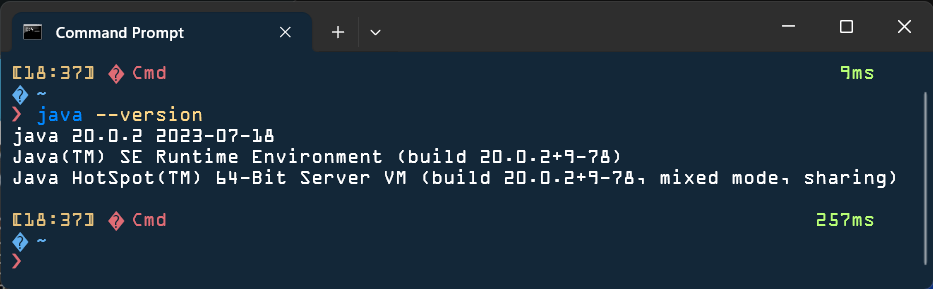 Command Prompt
[18:37] � Cmd 9ms
� ~
❯ java --version
java 20.0.2 2023-07-18
Java(TM) SE Runtime Environment (build 20.0.2+9-78)
Java HotSpot(TM) 64-Bit Server VM (build 20.0.2+9-78, mixed mode, sharing)
[18:37] � Cmd 257ms
� ~
❯